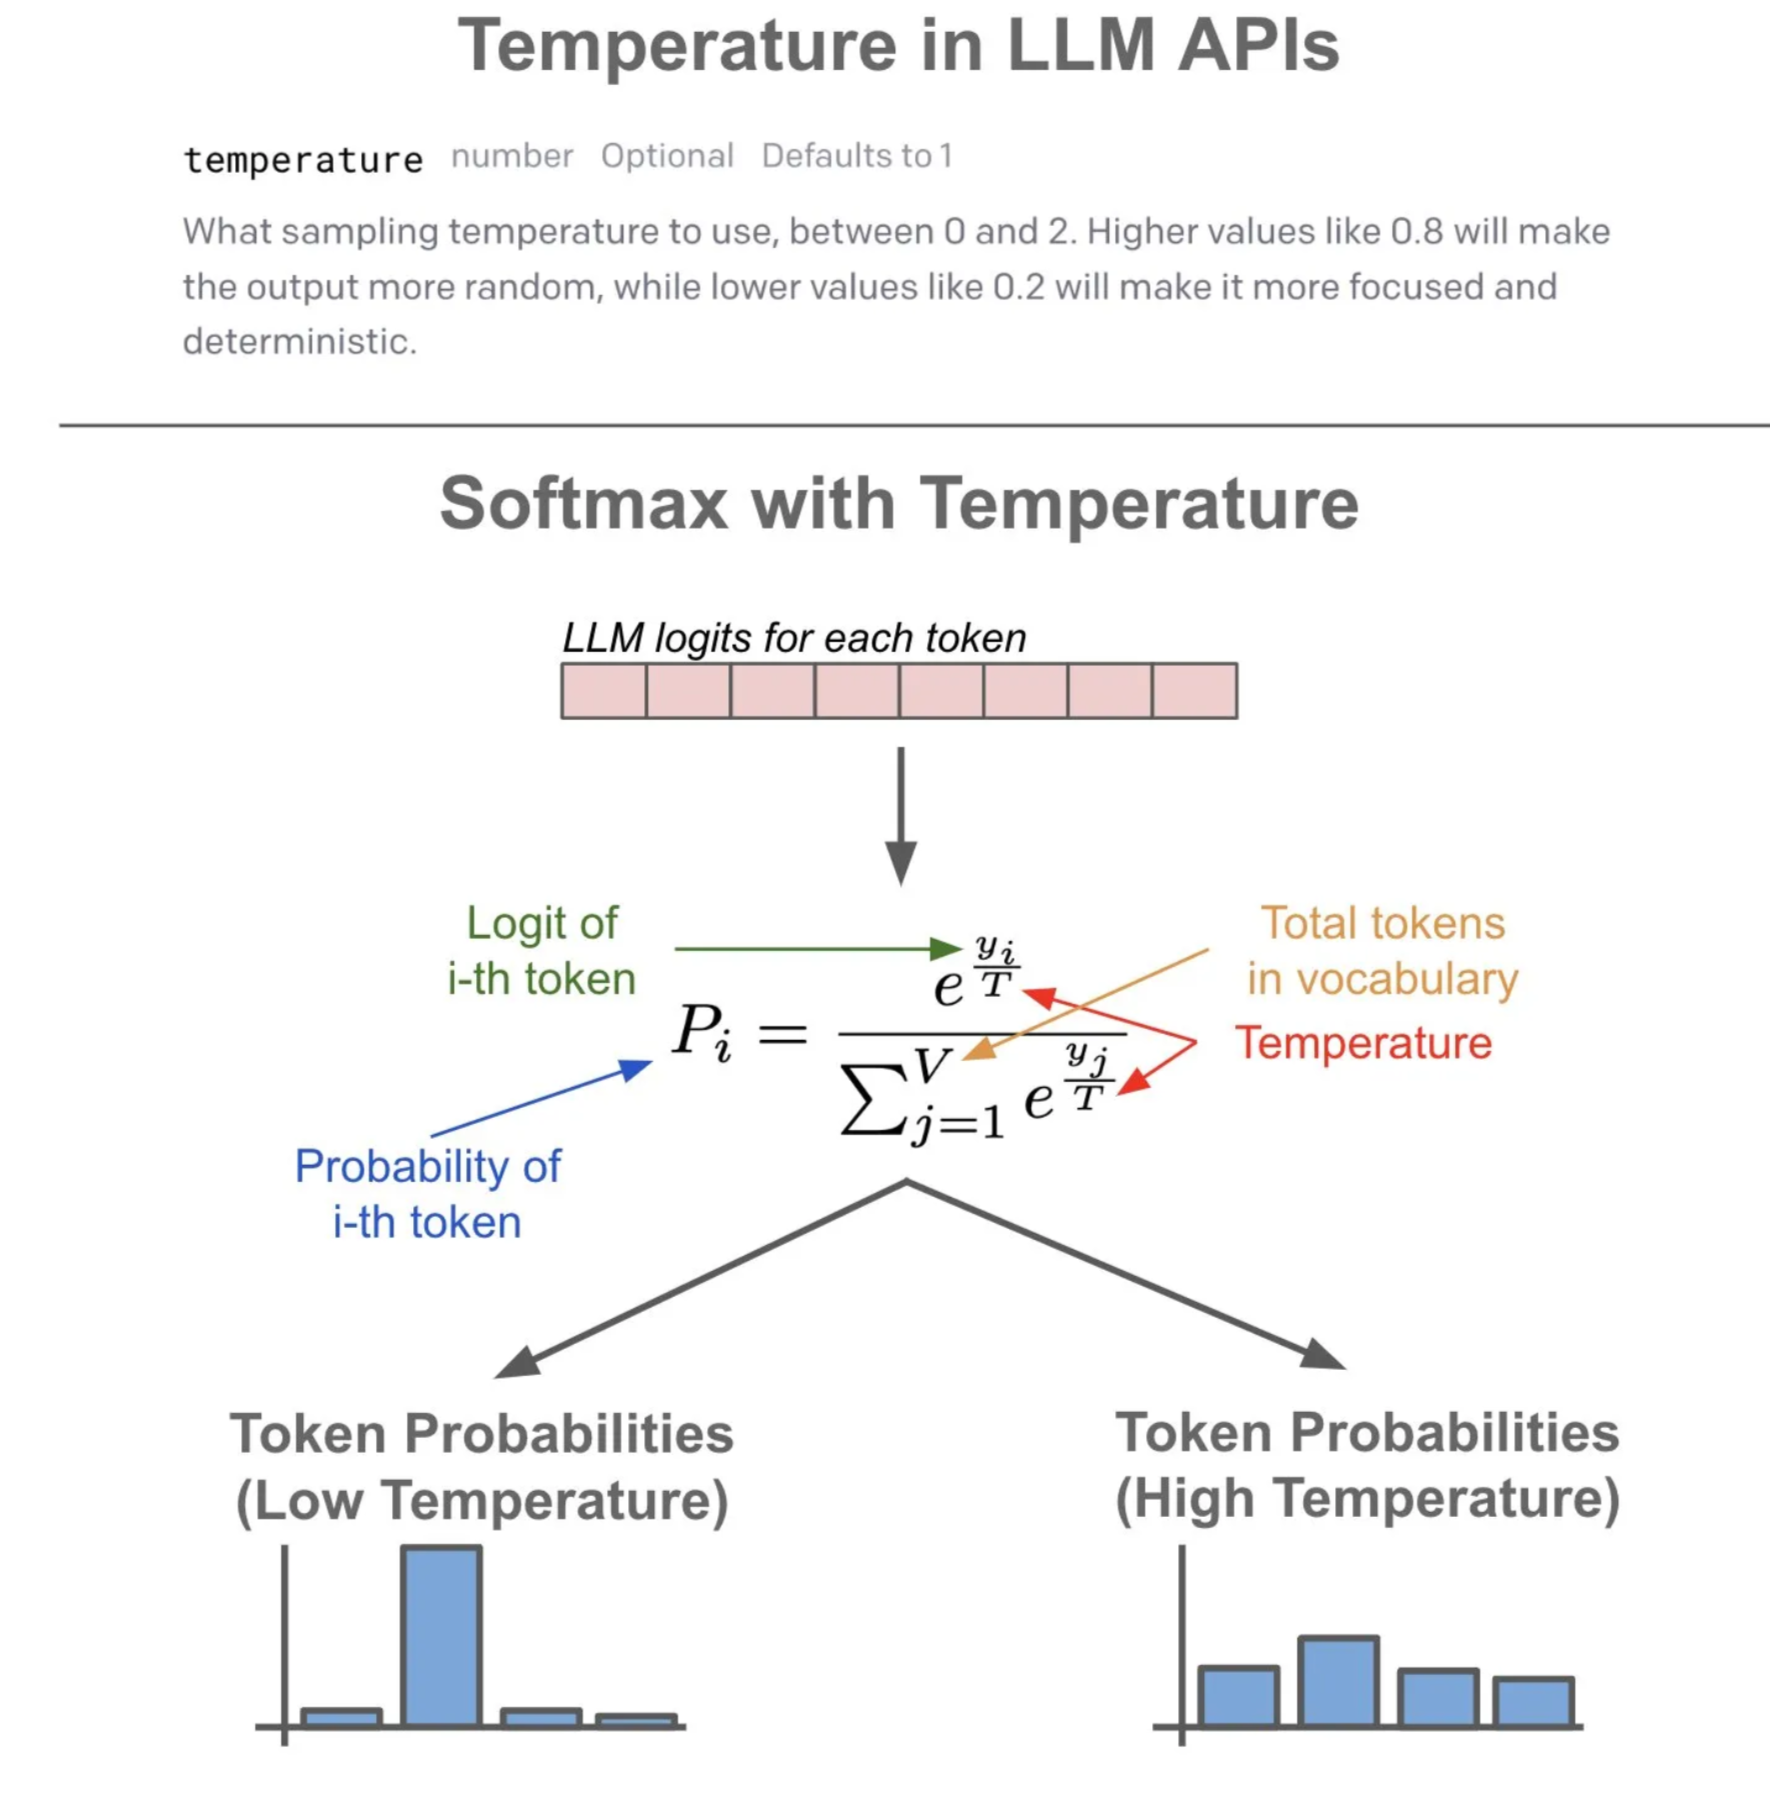 Temperature in LLM APIs
temperature number Optional Defaults to 1
What sampling temperature to use, between 0 and 2. Higher values like 0.8 will make
the output more random, while lower values like 0.2 will make it more focused and
deterministic.
Softmax with Temperature
LLM logits for each token
Logit of
i-th token
Total tokens
in vocabulary
Temperature
P_i = e^{\frac{y_i}{T}} / \sum_{j=1}^{V} e^{\frac{y_j}{T}}
Probability of
i-th token
Token Probabilities
(Low Temperature)
Token Probabilities
(High Temperature)